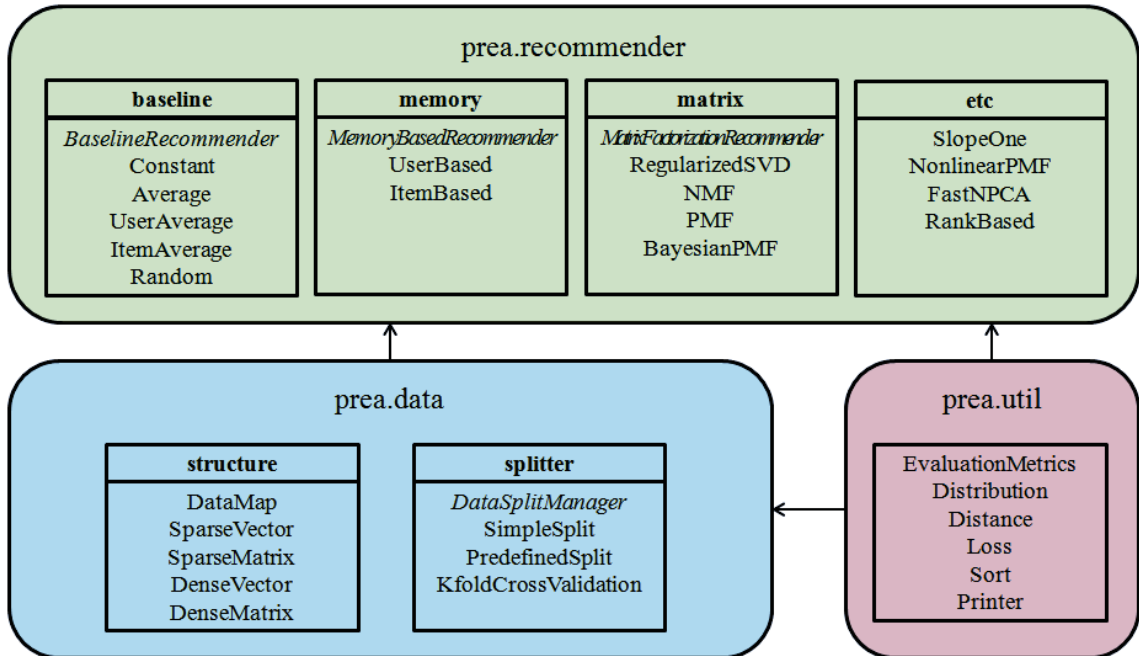 prea.recommender
baseline
BaselineRecommender
Constant
Average
UserAverage
ItemAverage
Random
memory
MemoryBasedRecommender
UserBased
ItemBased
matrix
MatrixFactorizationRecommender
RegularizedSVD
NMF
PMF
BayesianPMF
etc
SlopeOne
NonlinearPMF
FastNPCA
RankBased
prea.data
structure
DataMap
SparseVector
SparseMatrix
DenseVector
DenseMatrix
splitter
DataSplitManager
SimpleSplit
PredefinedSplit
KfoldCrossValidation
prea.util
EvaluationMetrics
Distribution
Distance
Loss
Sort
Printer